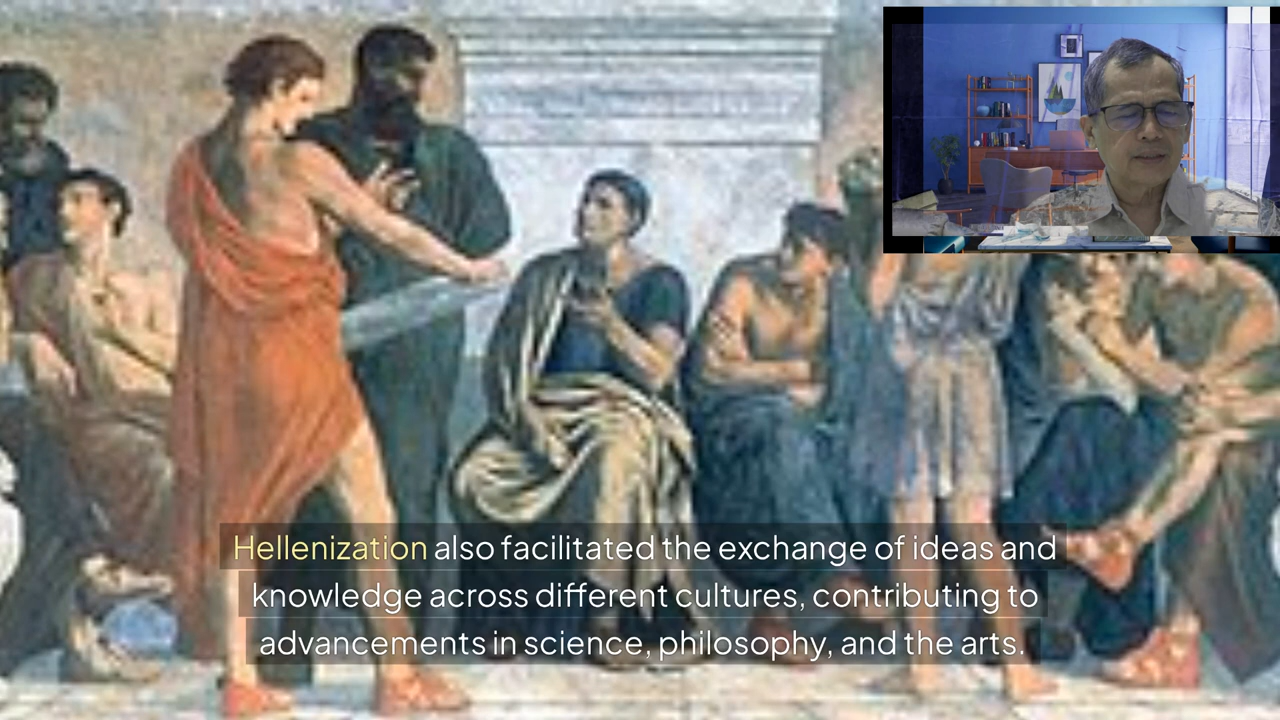 Hellenization also facilitated the exchange of ideas and
knowledge across different cultures, contributing to
advancements in science, philosophy, and the arts.